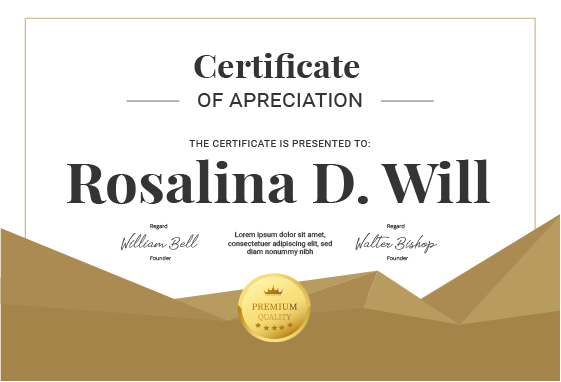 Certificate
OF APRECIATION
THE CERTIFICATE IS PRESENTED TO:
Rosalina D. Will
Regard
William Bell
Founder
Lorem ipsum dolor sit amet,
consectetuer adipiscing elit, sed
diam nonummy nibh
Regard
Walter Bishop
Founder
PREMIUM
QUALITY